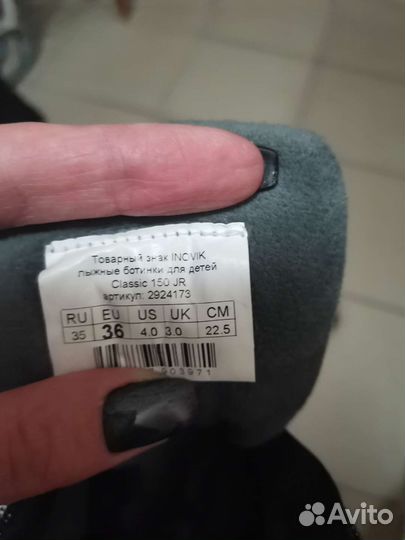 Товарный знак INOVIK
лыжные ботинки для детей
Classic 150 JR
артикул: 2924173
RU EU US UK CM
35 36 4.0 3.0 22.5
903971
Avito